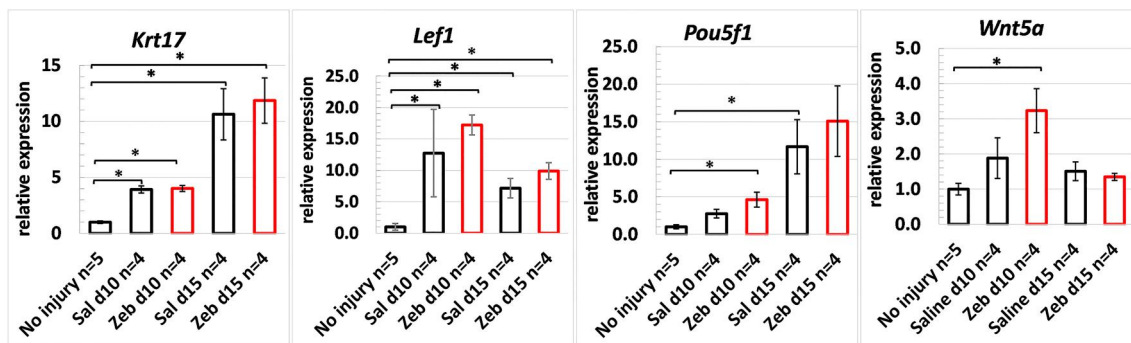 Krt17
relative expression
15
10
5
0
*
*
*
*
No injury n=5
Sal d10 n=4
Zeb d10 n=4
Sal d15 n=4
Zeb d15 n=4
Lef1
relative expression
25.0
20.0
15.0
10.0
5.0
0.0
*
*
*
*
No injury n=5
Sal d10 n=4
Zeb d10 n=4
Sal d15 n=4
Zeb d15 n=4
Pou5f1
relative expression
25.0
20.0
15.0
10.0
5.0
0.0
*
*
No injury n=5
Sal d10 n=4
Zeb d10 n=4
Sal d15 n=4
Zeb d15 n=4
Wnt5a
relative expression
5.0
4.0
3.0
2.0
1.0
0.0
*
No injury n=5
Saline d10 n=4
Zeb d10 n=4
Saline d15 n=4
Zeb d15 n=4